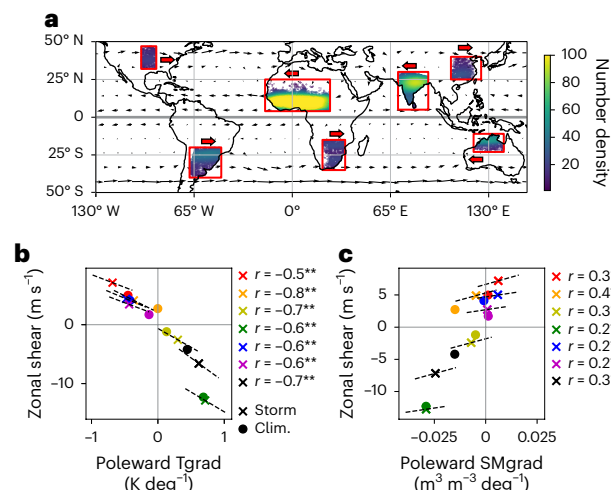 a
50° N
25° N
0
25° S
50° S
130° W
65° W
0°
65° E
130° E
100
80
60
40
20
Number density
b
Zonal shear (m s⁻¹)
0
−10
−1
0
1
Poleward Tgrad
(K deg⁻¹)
r = −0.5**
r = −0.8**
r = −0.7**
r = −0.6**
r = −0.6**
r = −0.6**
r = −0.7**
Storm
Clim.
c
Zonal shear (m s⁻¹)
5
0
−5
−10
−0.025
0
0.025
Poleward SMgrad
(m³ m⁻³ deg⁻¹)
r = 0.3
r = 0.4
r = 0.3
r = 0.2
r = 0.2
r = 0.2
r = 0.3